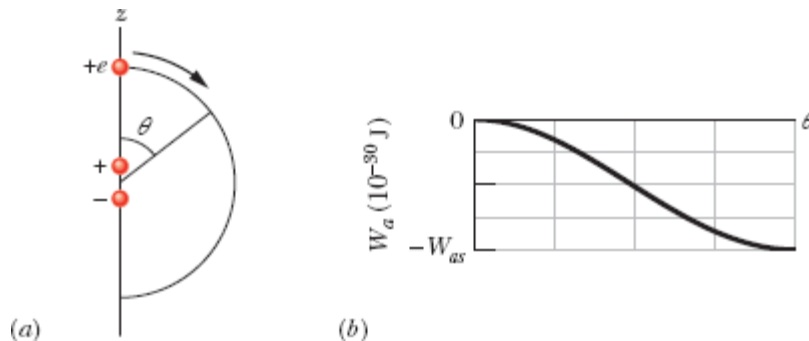 z
+e
θ
+
−
(a)
0
θ
W_a (10^−30 J)
−W_as
(b)